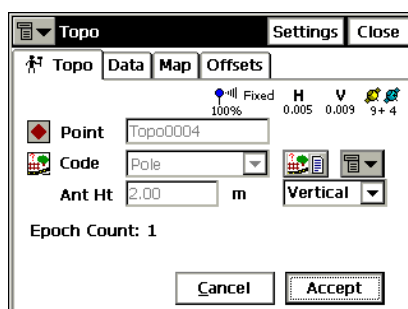 Topo Settings Close
Topo Data Map Offsets
Fixed H V
100% 0.005 0.009 9+ 4
Point Topo0004
Code Pole
Ant Ht 2.00 m Vertical
Epoch Count: 1
Cancel Accept